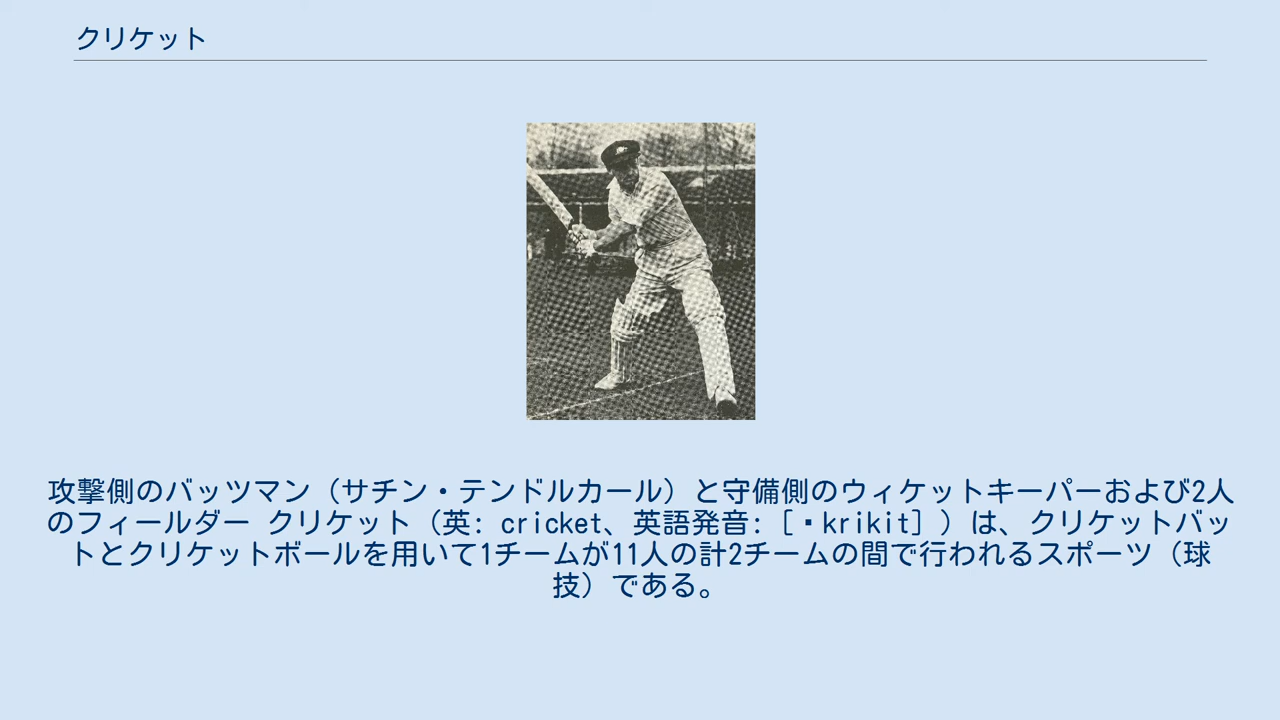 クリケット
攻撃側のバッツマン（サチン・テンドルカール）と守備側のウィケットキーパーおよび2人
のフィールダー クリケット（英: cricket、英語発音: [▪krikit]）は、クリケットバッ
トとクリケットボールを用いて1チームが11人の計2チームの間で行われるスポーツ（球
技）である。